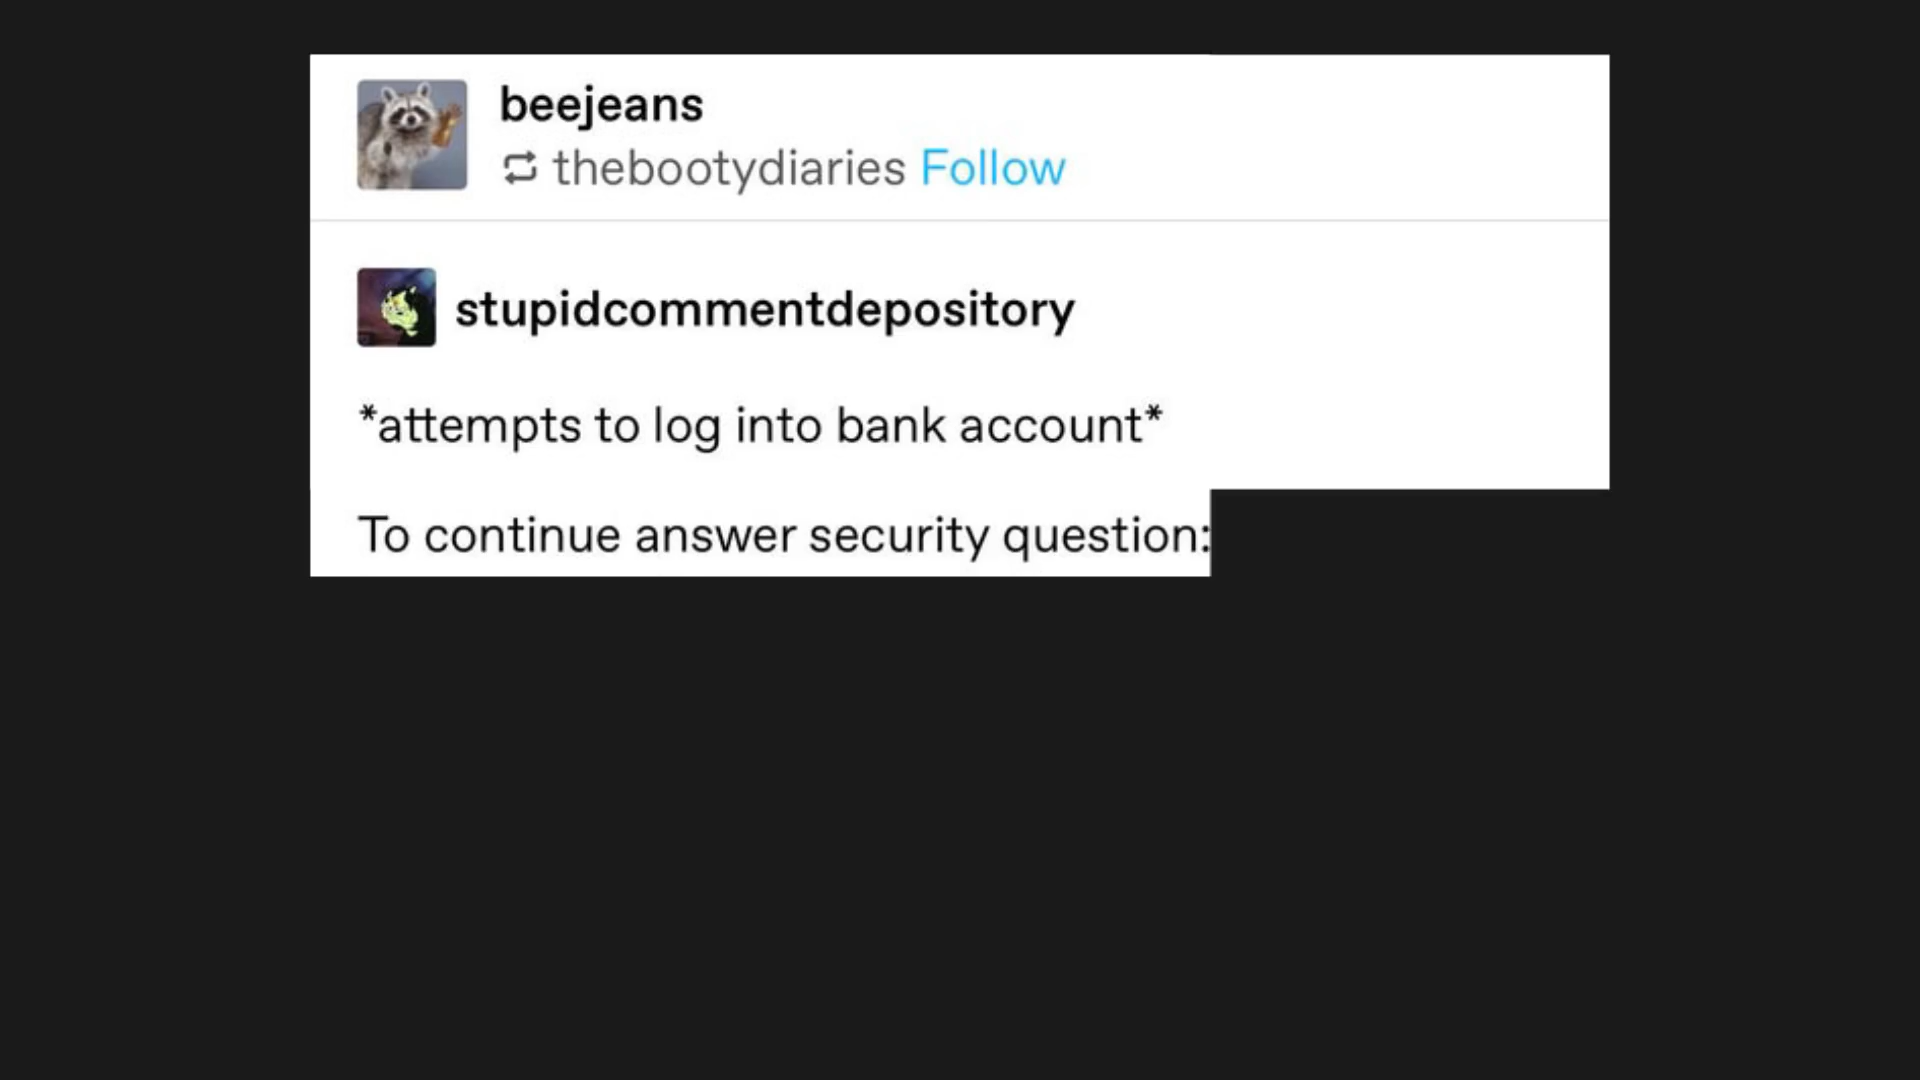 beejeans
thebootydiaries Follow
stupidcommentdepository
*attempts to log into bank account*
To continue answer security question: